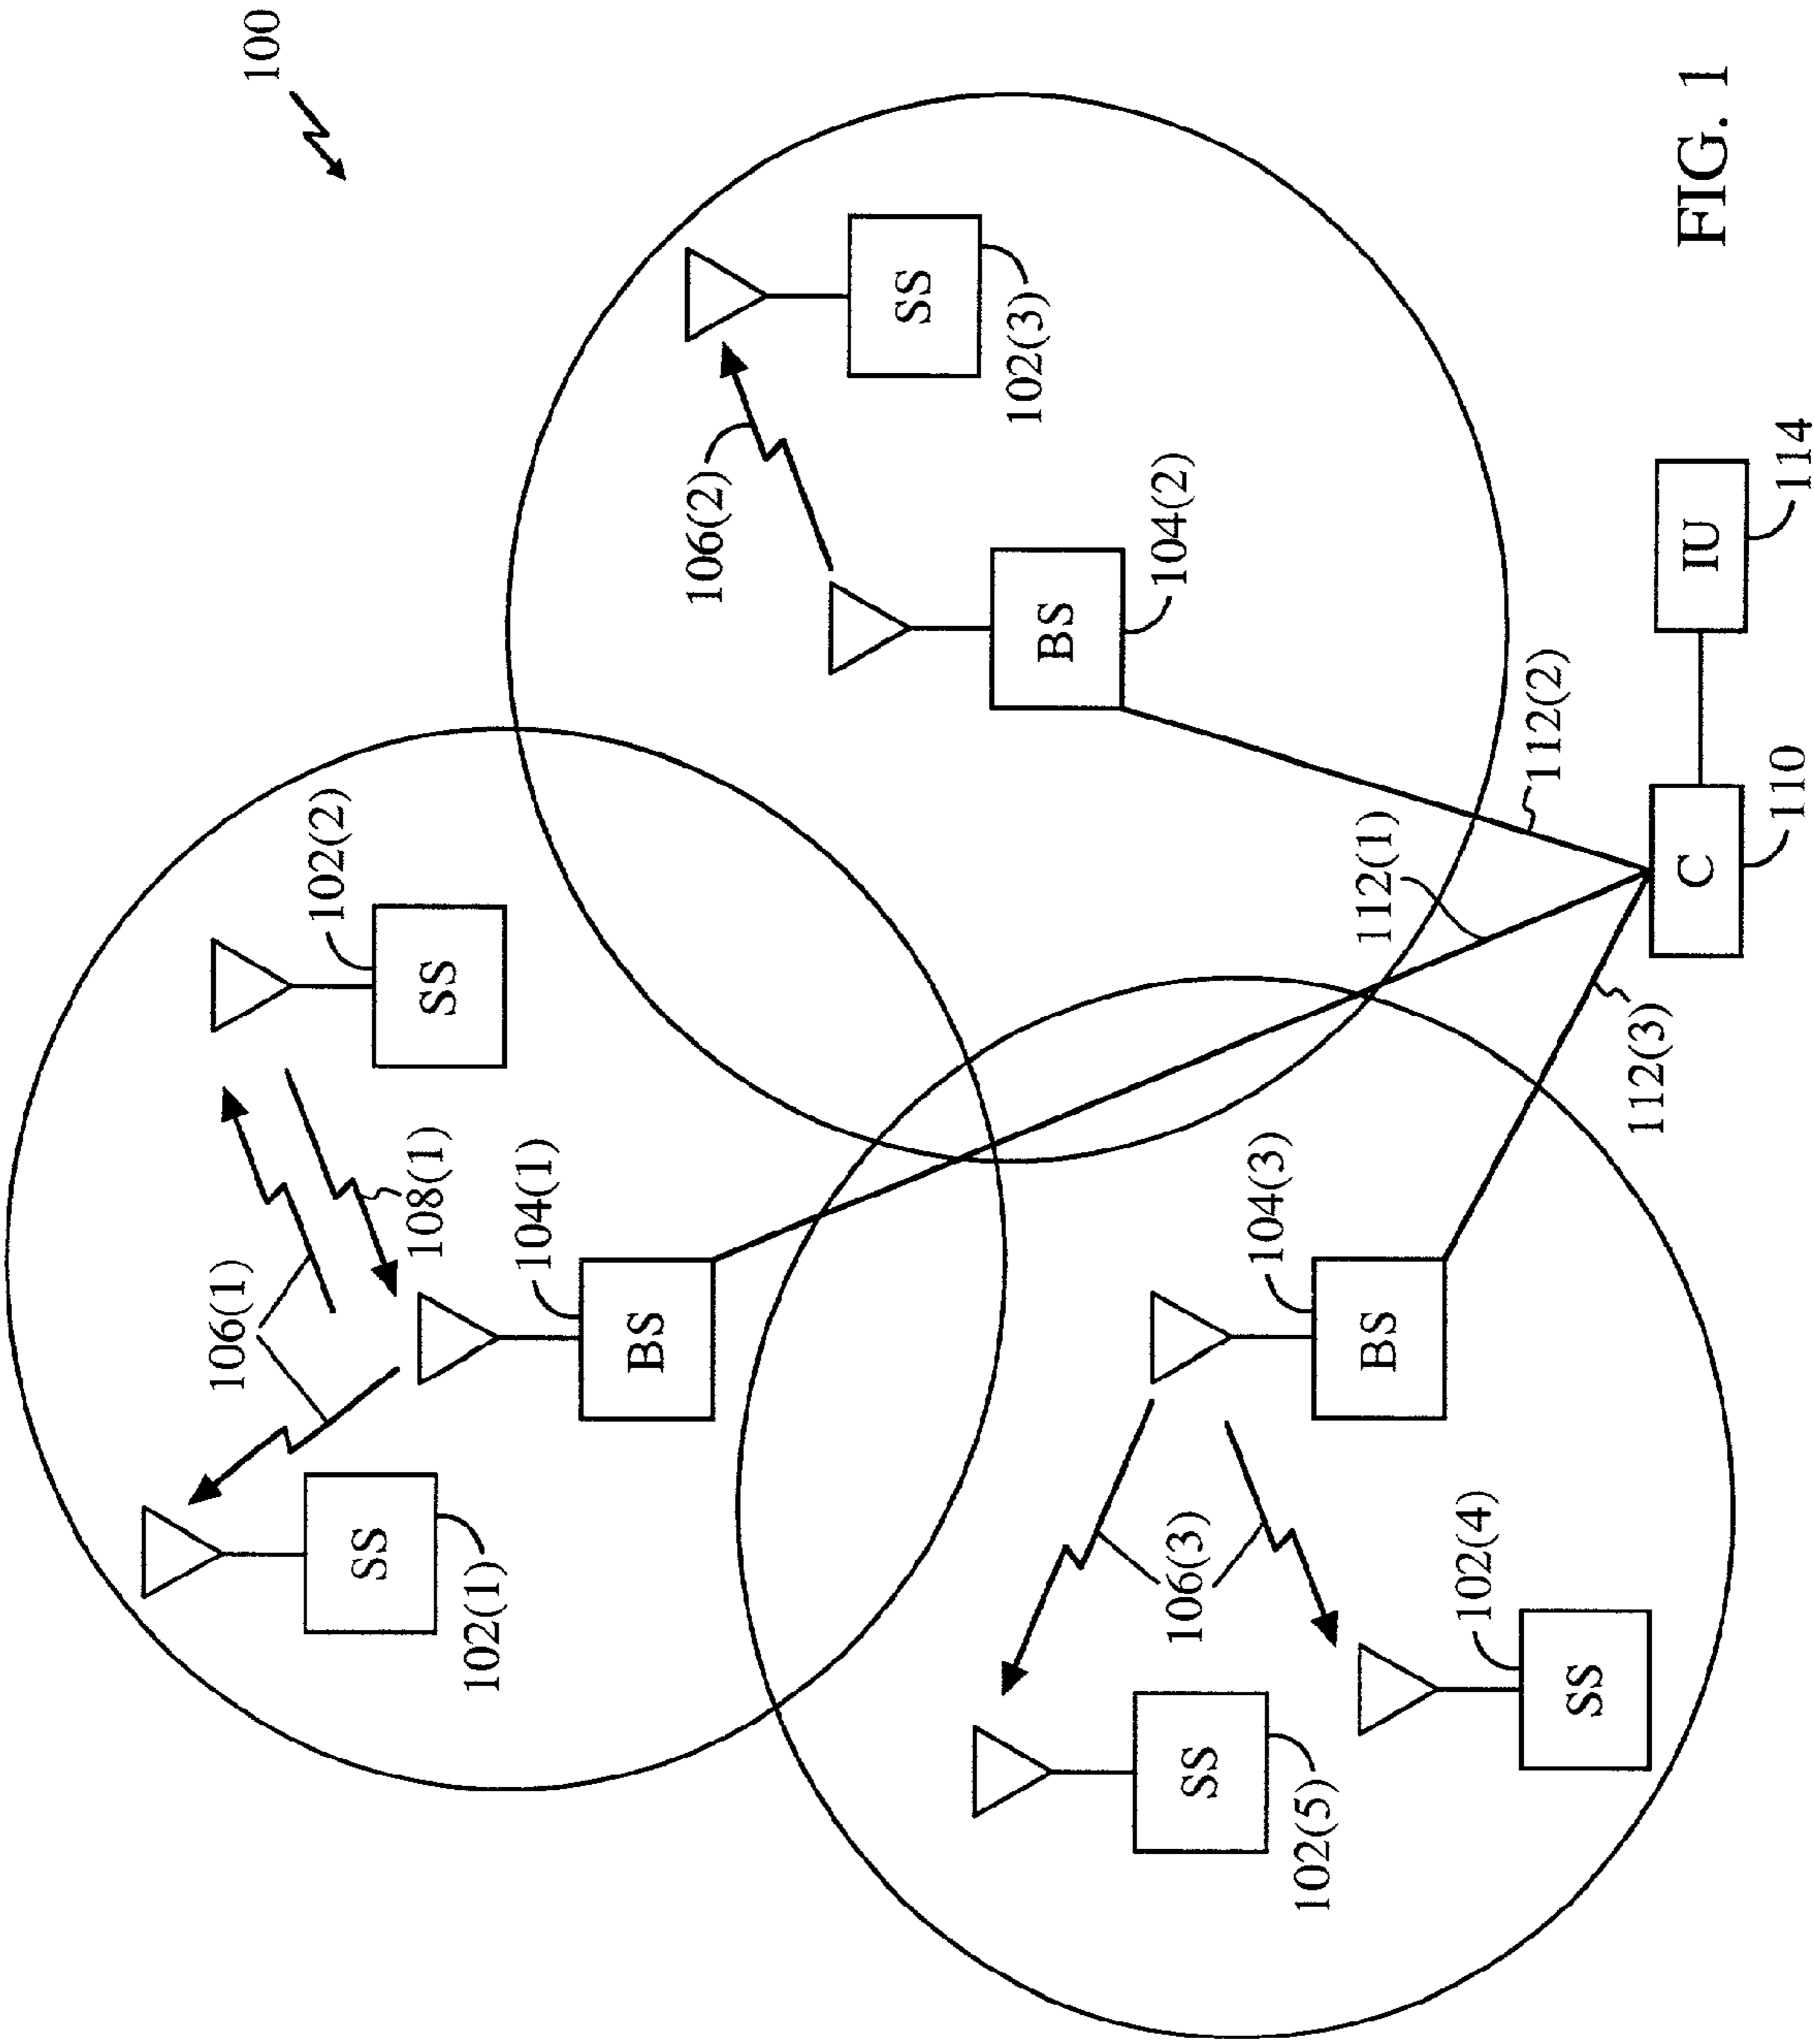 100
106(1)
102(2)
SS
108(1)
SS
102(1)
104(1)
BS
106(2)
SS
102(3)
BS
104(2)
106(3)
104(3)
BS
SS
102(5)
102(4)
SS
112(1)
112(2)
112(3)
C
110
IU
114
FIG. 1